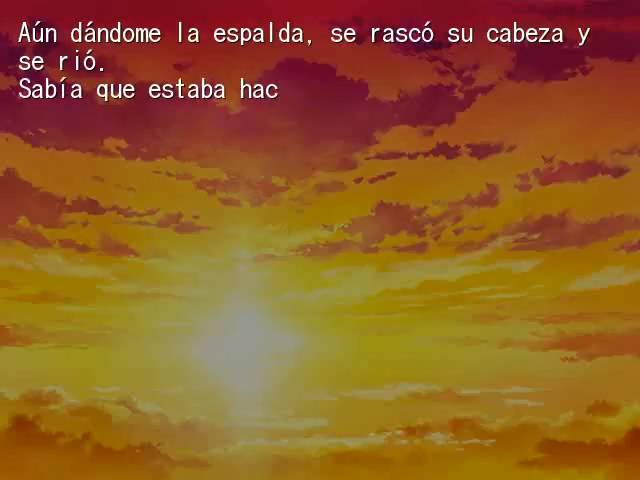 Aún dándome la espalda, se rascó su cabeza y
se rió.
Sabía que estaba hac